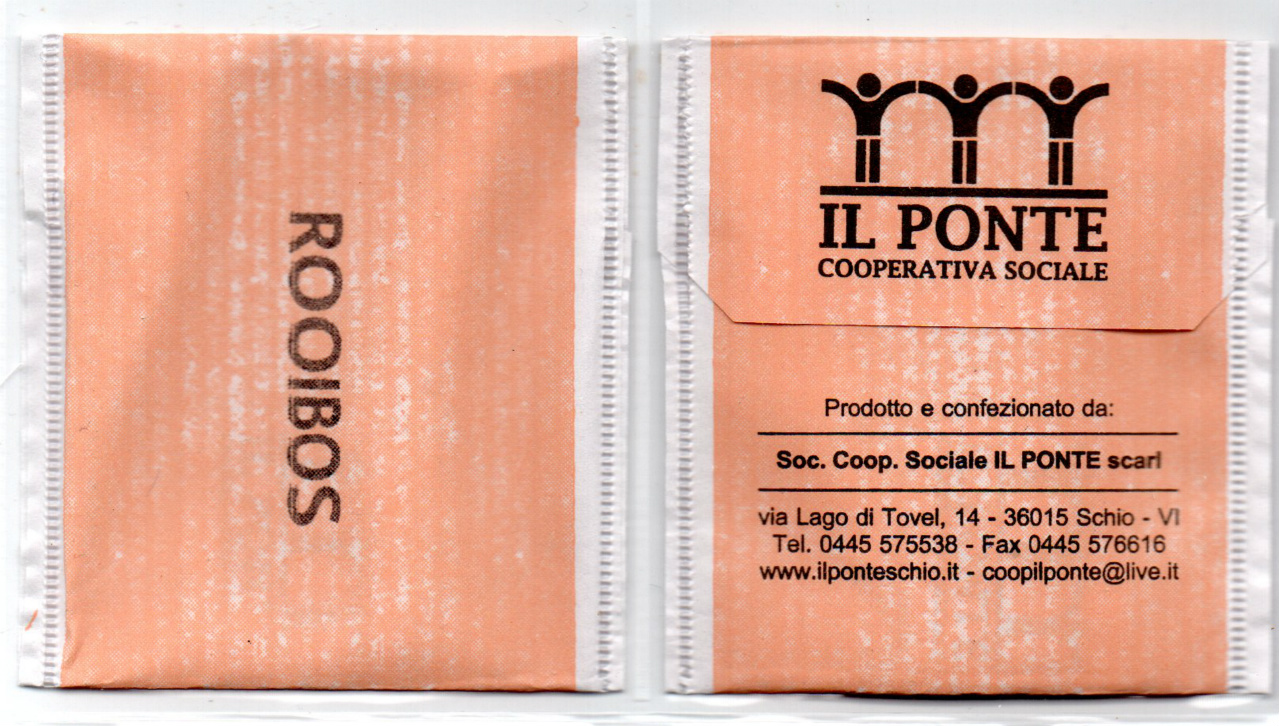 ROOIBOS
IL PONTE
COOPERATIVA SOCIALE
Prodotto e confezionato da:
Soc. Coop. Sociale IL PONTE scarl
via Lago di Tovel, 14 - 36015 Schio - VI
Tel. 0445 575538 - Fax 0445 576616
www.ilponteschio.it - coopilponte@live.it